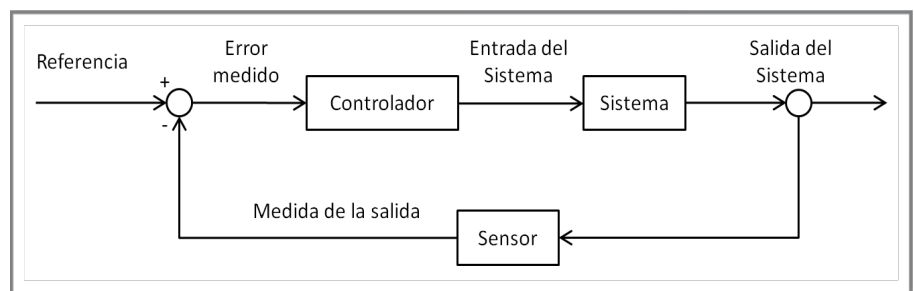 Referencia
+
-
Error
medido
Controlador
Entrada del
Sistema
Sistema
Salida del
Sistema
Medida de la salida
Sensor